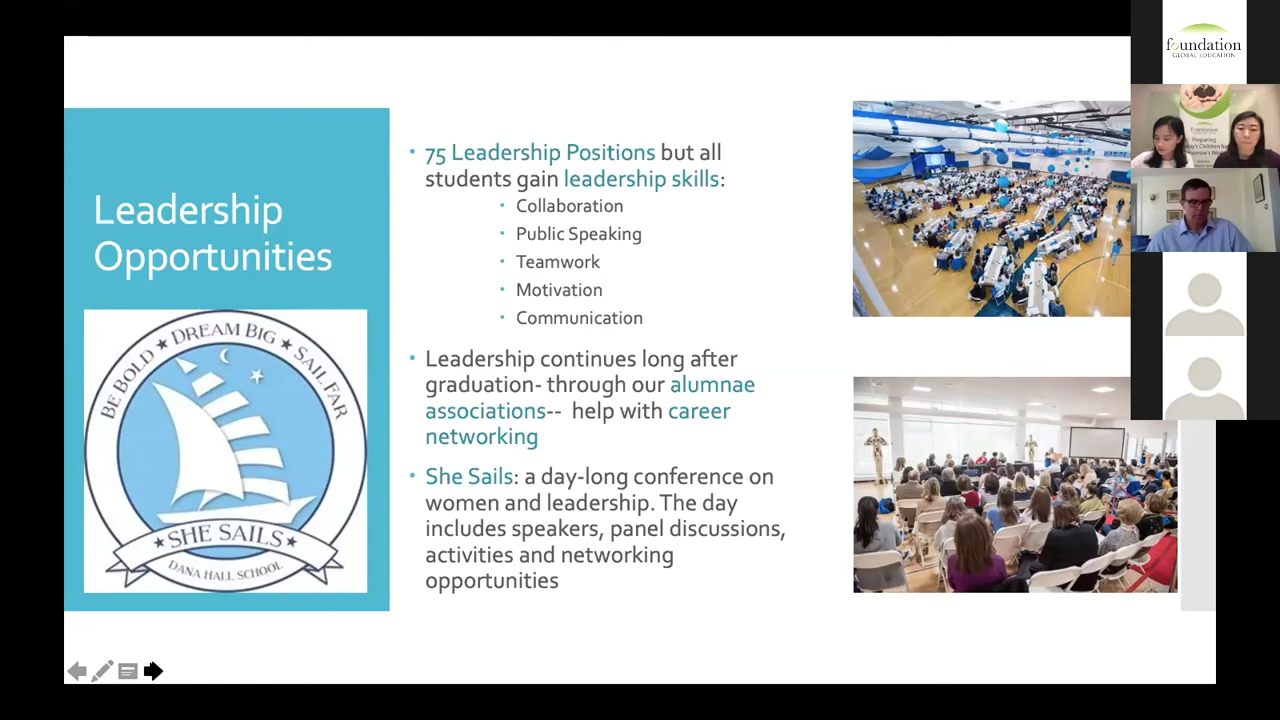 foundation
GLOBAL EDUCATION
Foundation
Preparing
Leadership
Opportunities
BE BOLD ★ DREAM BIG ★ SAIL FAR
★SHE SAILS★
DANA HALL SCHOOL
• 75 Leadership Positions but all
students gain leadership skills:
• Collaboration
• Public Speaking
• Teamwork
• Motivation
• Communication
• Leadership continues long after
graduation- through our alumnae
associations-- help with career
networking
• She Sails: a day-long conference on
women and leadership. The day
includes speakers, panel discussions,
activities and networking
opportunities